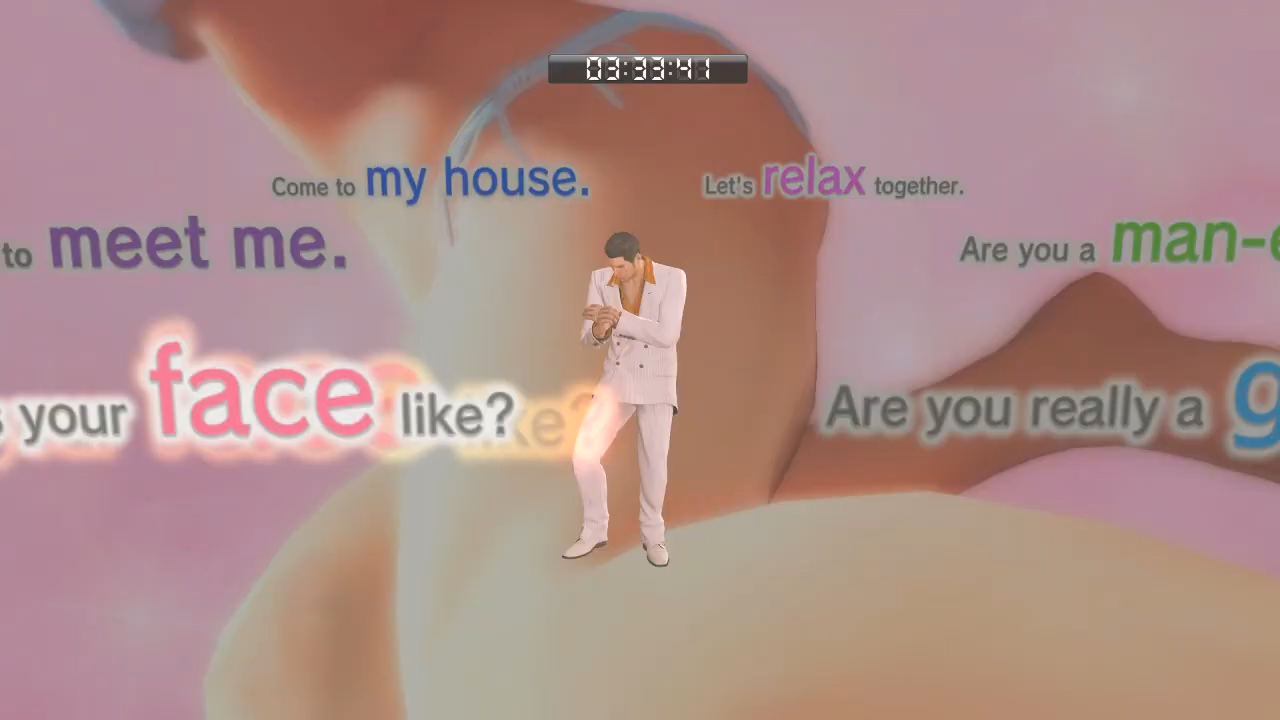 03:33:41
Come to my house.
Let's relax together.
to meet me.
Are you a man-
your face like?
Are you really a g